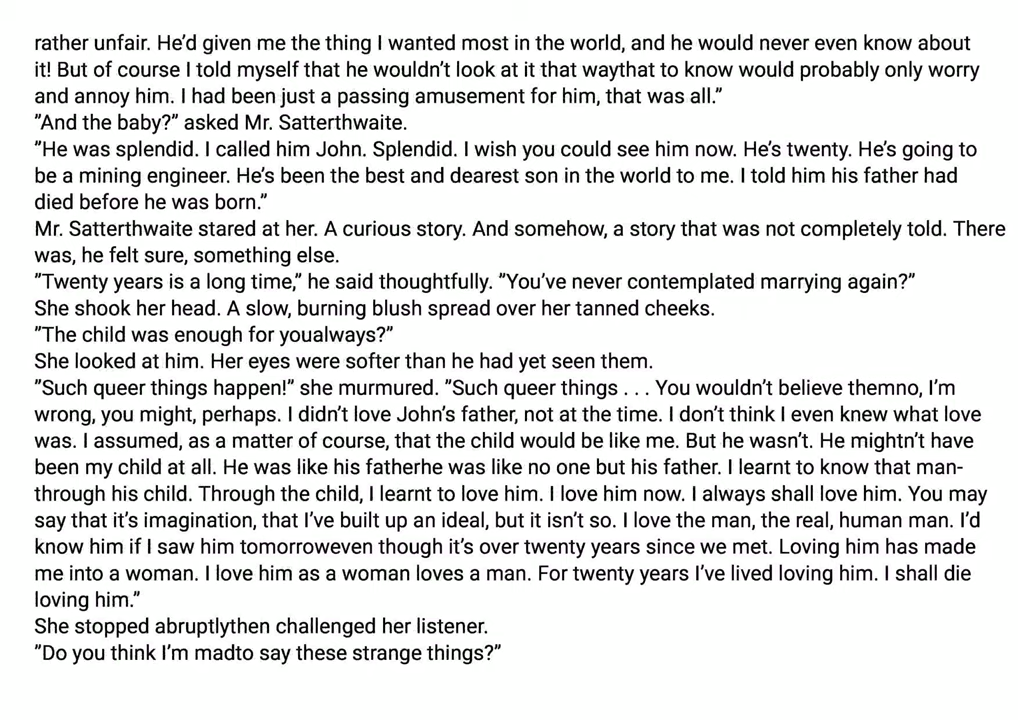 rather unfair. He’d given me the thing I wanted most in the world, and he would never even know about
it! But of course I told myself that he wouldn’t look at it that waythat to know would probably only worry
and annoy him. I had been just a passing amusement for him, that was all.”
”And the baby?” asked Mr. Satterthwaite.
”He was splendid. I called him John. Splendid. I wish you could see him now. He’s twenty. He’s going to
be a mining engineer. He’s been the best and dearest son in the world to me. I told him his father had
died before he was born.”
Mr. Satterthwaite stared at her. A curious story. And somehow, a story that was not completely told. There
was, he felt sure, something else.
”Twenty years is a long time,” he said thoughtfully. ”You’ve never contemplated marrying again?”
She shook her head. A slow, burning blush spread over her tanned cheeks.
”The child was enough for youalways?”
She looked at him. Her eyes were softer than he had yet seen them.
”Such queer things happen!” she murmured. ”Such queer things . . . You wouldn’t believe themno, I’m
wrong, you might, perhaps. I didn’t love John’s father, not at the time. I don’t think I even knew what love
was. I assumed, as a matter of course, that the child would be like me. But he wasn’t. He mightn’t have
been my child at all. He was like his fatherhe was like no one but his father. I learnt to know that man-
through his child. Through the child, I learnt to love him. I love him now. I always shall love him. You may
say that it’s imagination, that I’ve built up an ideal, but it isn’t so. I love the man, the real, human man. I’d
know him if I saw him tomorroweven though it’s over twenty years since we met. Loving him has made
me into a woman. I love him as a woman loves a man. For twenty years I’ve lived loving him. I shall die
loving him.”
She stopped abruptlythen challenged her listener.
”Do you think I’m madto say these strange things?”